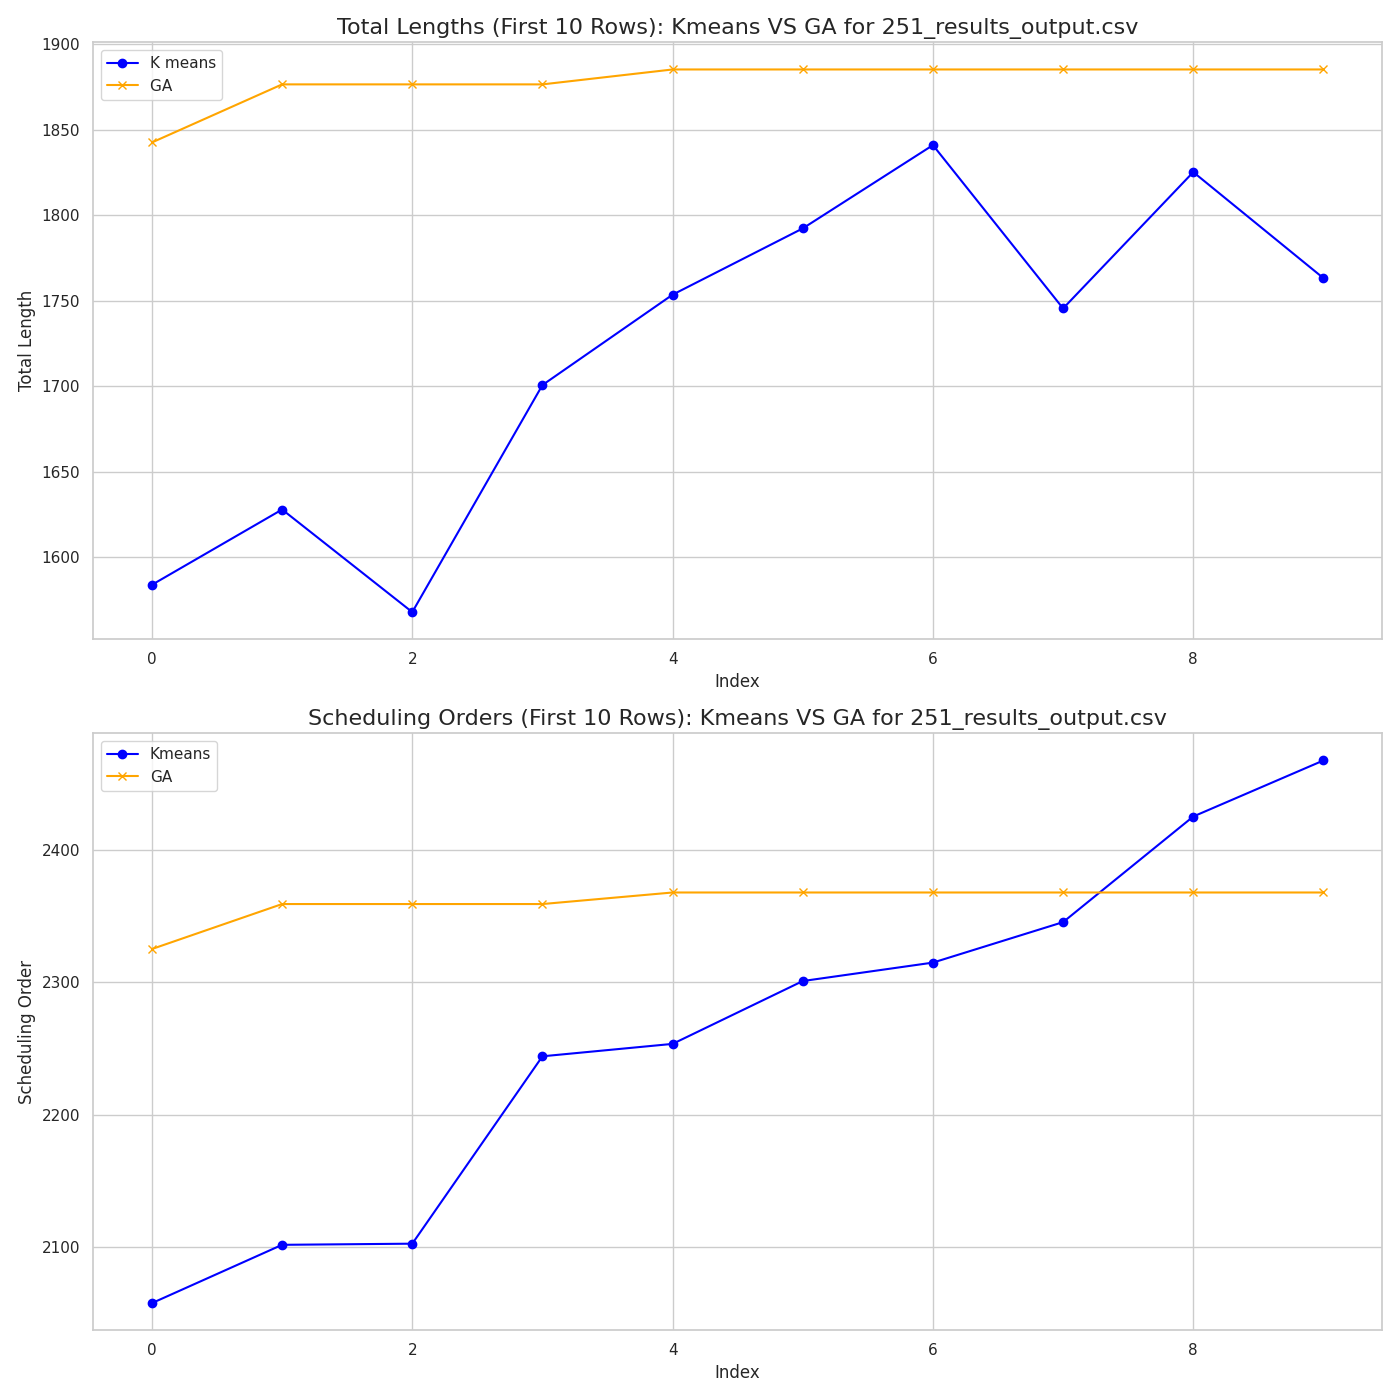 Total Lengths (First 10 Rows): Kmeans VS GA for 251_results_output.csv
K means
GA
1900
1850
1800
1750
1700
1650
1600
Total Length
0 2 4 6 8
Index
Scheduling Orders (First 10 Rows): Kmeans VS GA for 251_results_output.csv
Kmeans
GA
2400
2300
2200
2100
Scheduling Order
0 2 4 6 8
Index